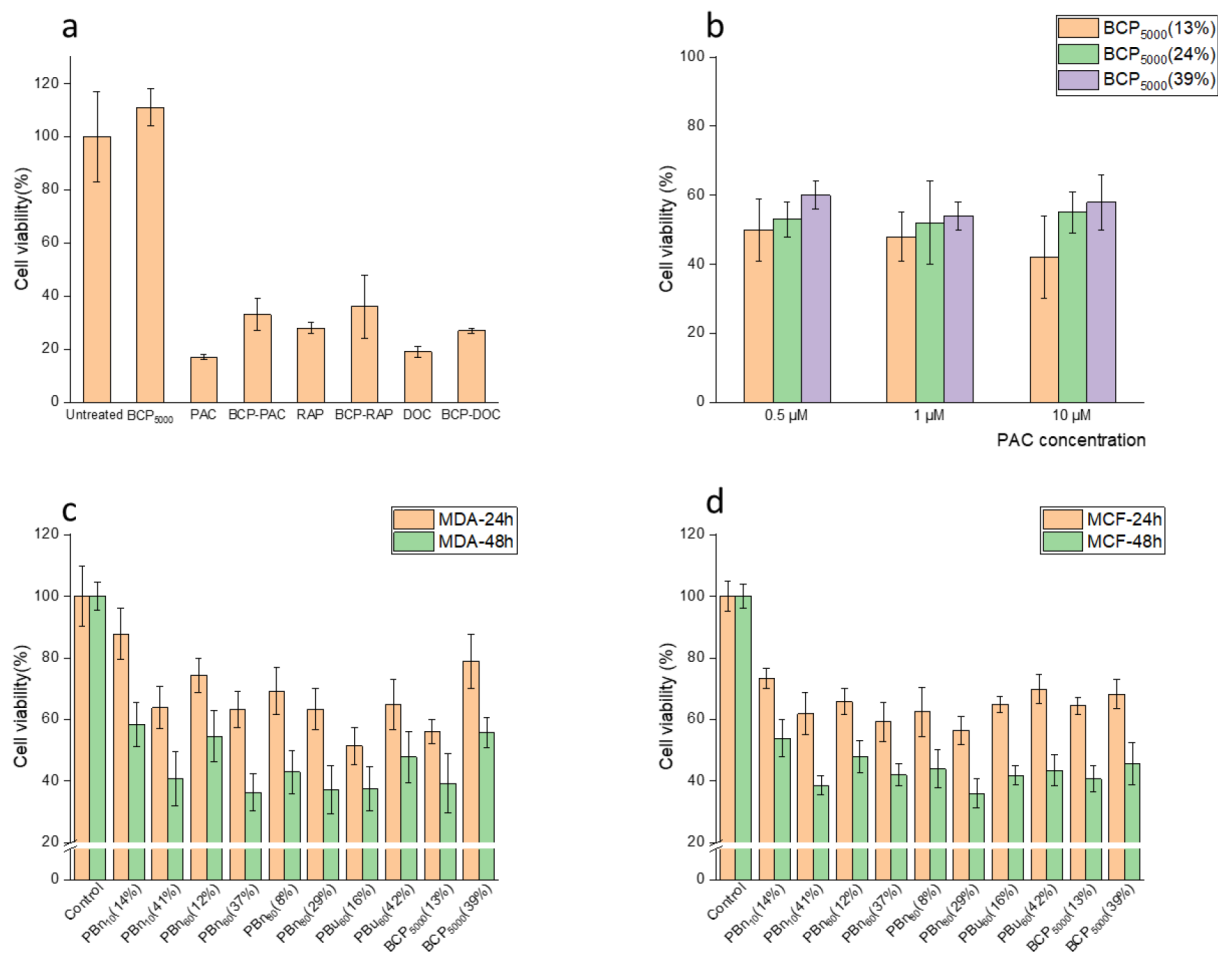 a
Cell viability(%)
120
100
80
60
40
20
0
Untreated BCP₅₀₀₀ PAC BCP-PAC RAP BCP-RAP DOC BCP-DOC
b
BCP₅₀₀₀(13%)
BCP₅₀₀₀(24%)
BCP₅₀₀₀(39%)
Cell viability (%)
100
80
60
40
20
0
0.5 µM 1 µM 10 µM
PAC concentration
c
MDA-24h
MDA-48h
Cell viability(%)
120
100
80
60
40
20
0
Control PBn₁₀(14%) PBn₁₀(41%) PBn₆₀(12%) PBn₆₀(37%) PBn₈₀(8%) PBn₈₀(29%) PBu₆₀(16%) PBu₆₀(42%) BCP₅₀₀₀(13%) BCP₅₀₀₀(39%)
d
MCF-24h
MCF-48h
Cell viability (%)
120
100
80
60
40
20
0
Control PBn₁₀(14%) PBn₁₀(41%) PBn₆₀(12%) PBn₆₀(37%) PBn₈₀(8%) PBn₈₀(29%) PBu₆₀(16%) PBu₆₀(42%) BCP₅₀₀₀(13%) BCP₅₀₀₀(39%)